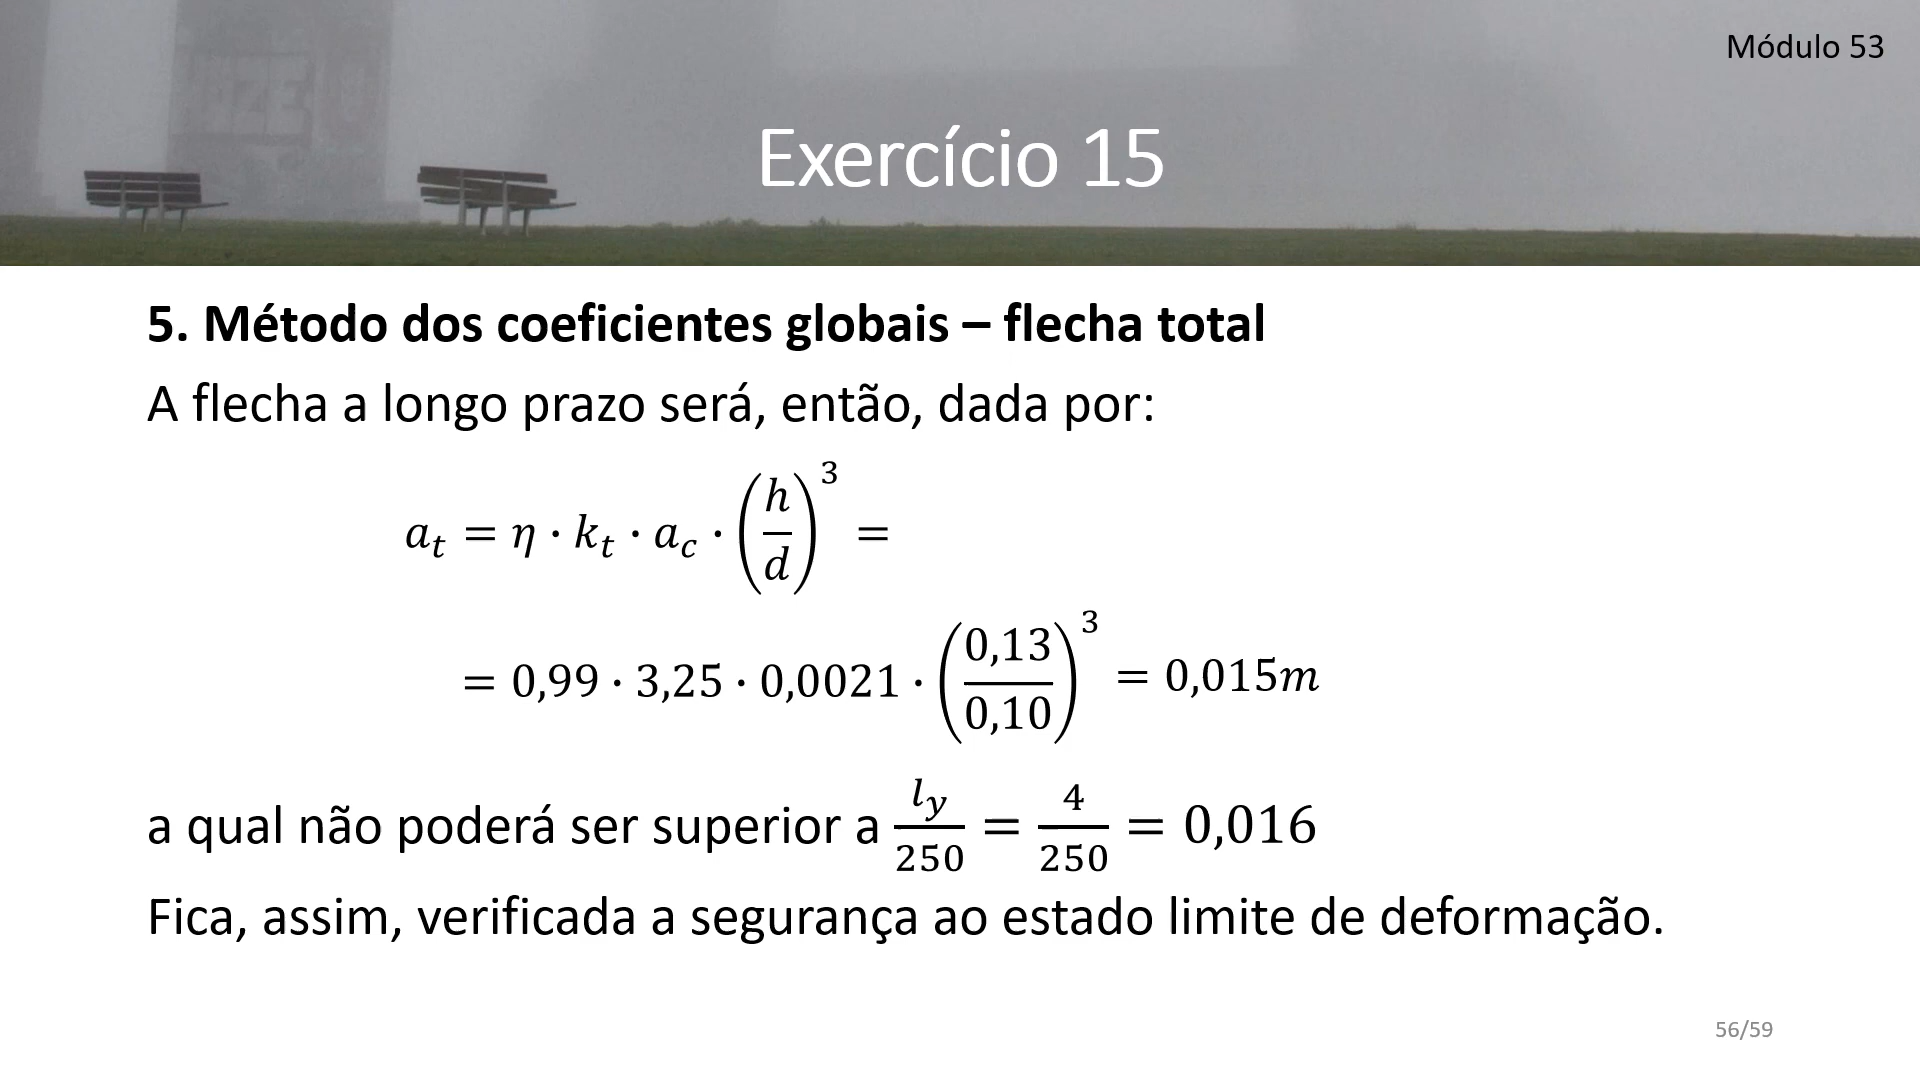 Módulo 53
Exercício 15
5. Método dos coeficientes globais – flecha total
A flecha a longo prazo será, então, dada por:
a_t = η · k_t · a_c · (h/d)^3 =
= 0,99 · 3,25 · 0,0021 · (0,13/0,10)^3 = 0,015m
a qual não poderá ser superior a l_y/250 = 4/250 = 0,016
Fica, assim, verificada a segurança ao estado limite de deformação.
56/59